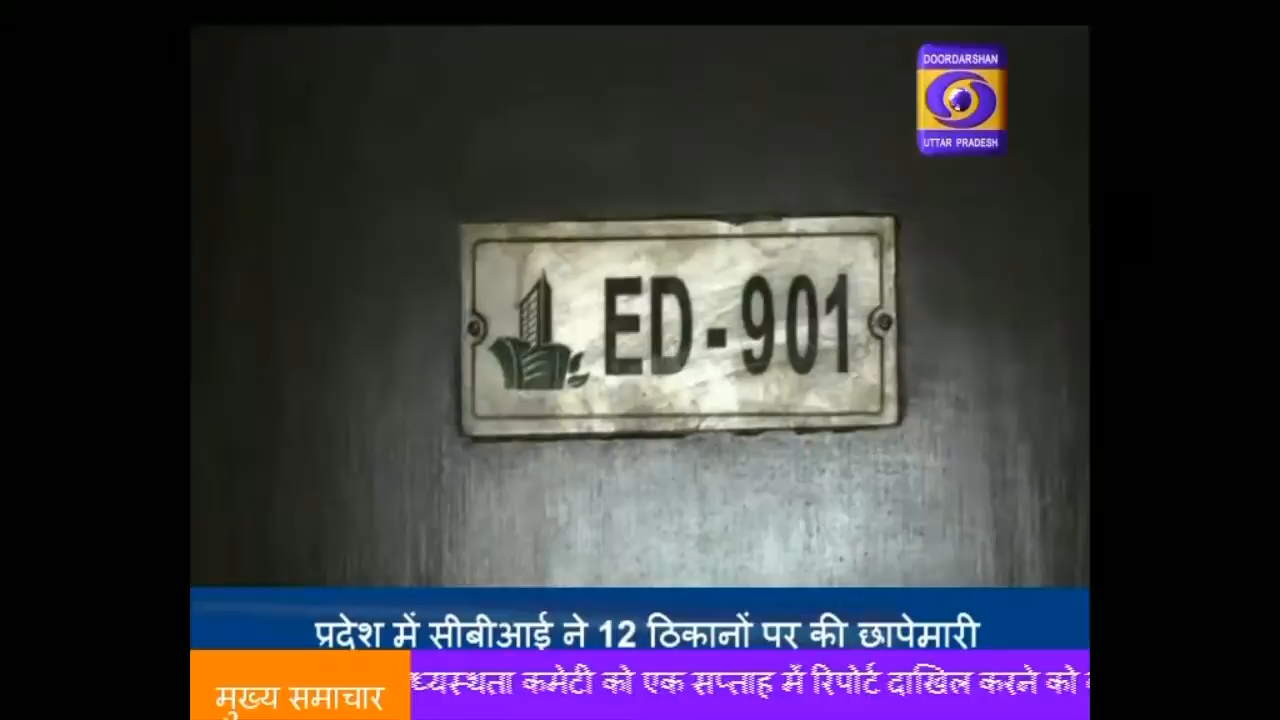 DOORDARSHAN
UTTAR PRADESH
ED-901
प्रदेश में सीबीआई ने 12 ठिकानों पर की छापेमारी
मुख्य समाचार
कमेटी को एक सप्ताह में रिपोर्ट दाखिल करने को